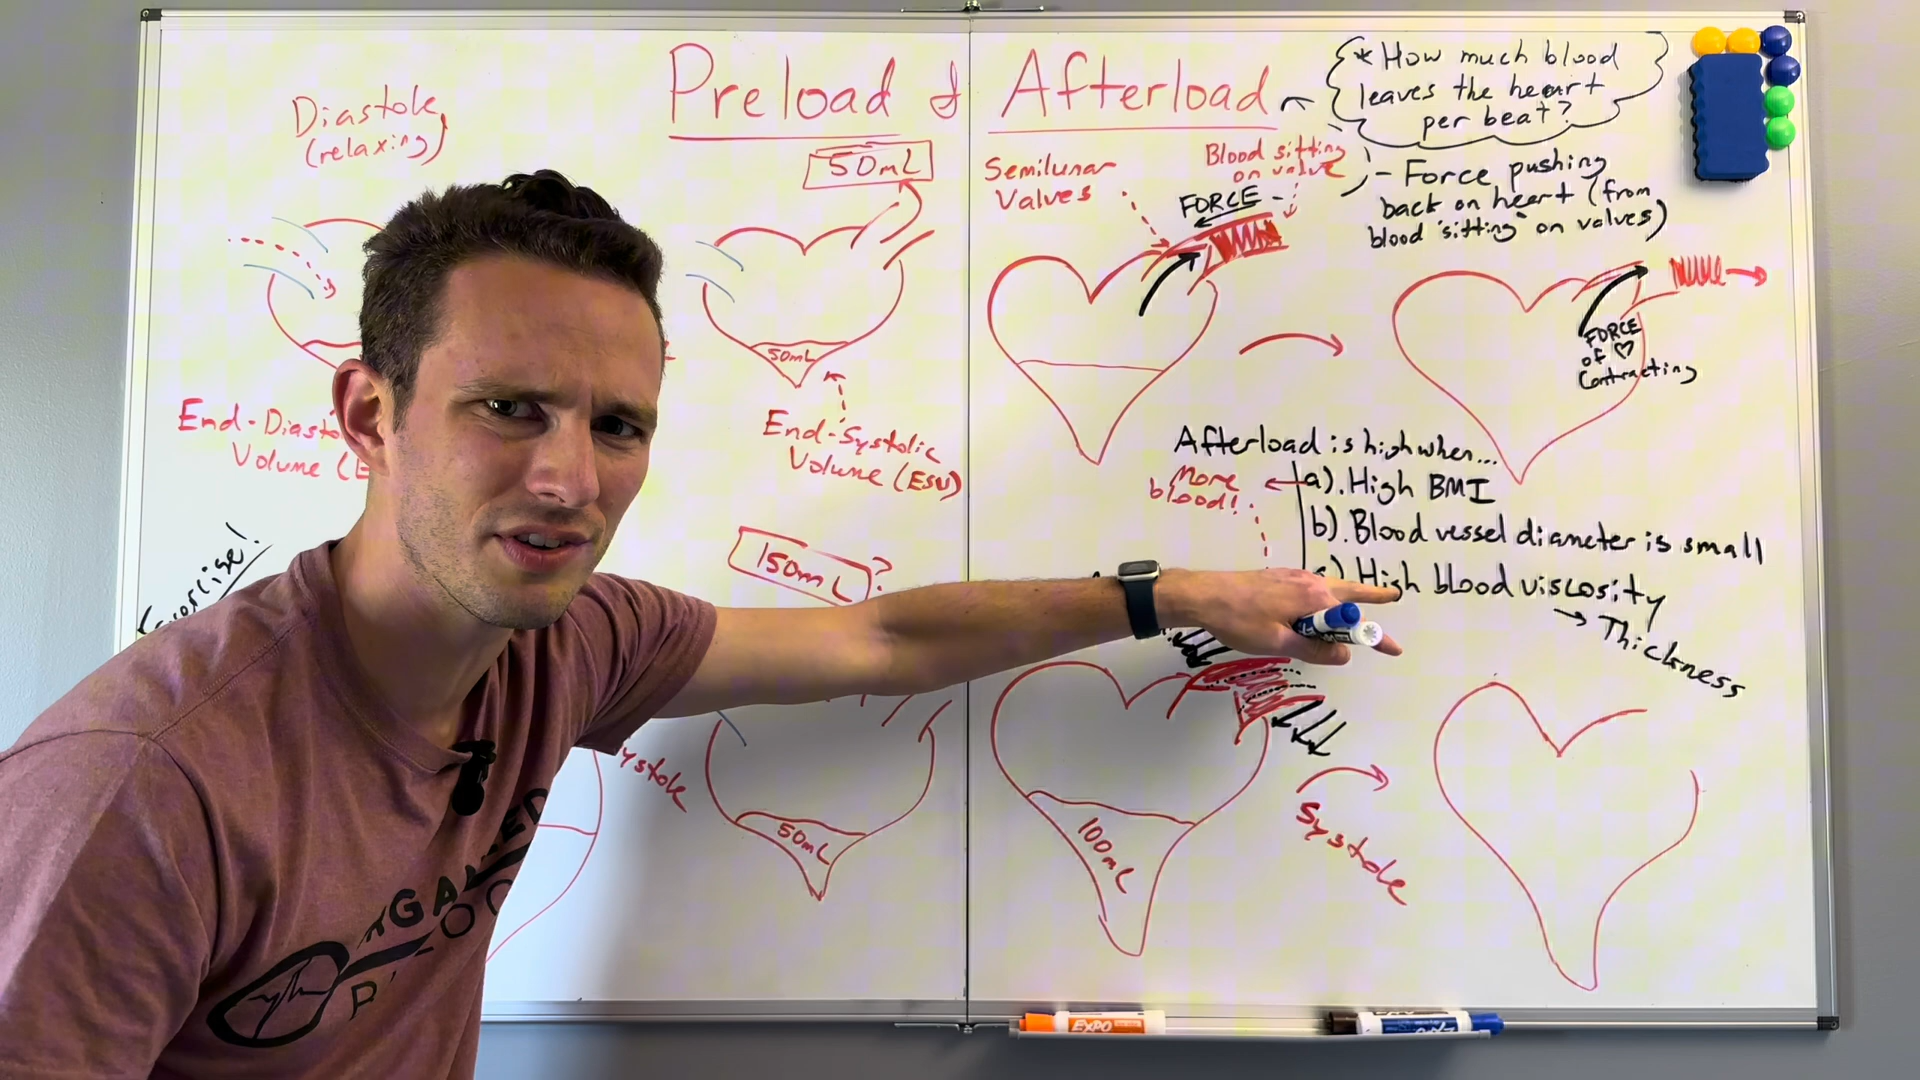 Preload & Afterload
Diastole
(relaxing)
50mL
50mL
End-Diasto
Volume (E
End-Systolic
Volume (ESV)
Exercise!
150mL?
ystole
50mL
*How much blood
leaves the heart
per beat?
- Force pushing
back on heart (from
blood "sitting" on valves)
Semilunar
Valves
Blood sitting
on valve
FORCE
FORCE
of ♡
Contracting
Afterload is high when...
More
blood!
a). High BMI
b). Blood vessel diameter is small
c) High blood viscosity
→ Thickness
100mL
Systole
EXPO